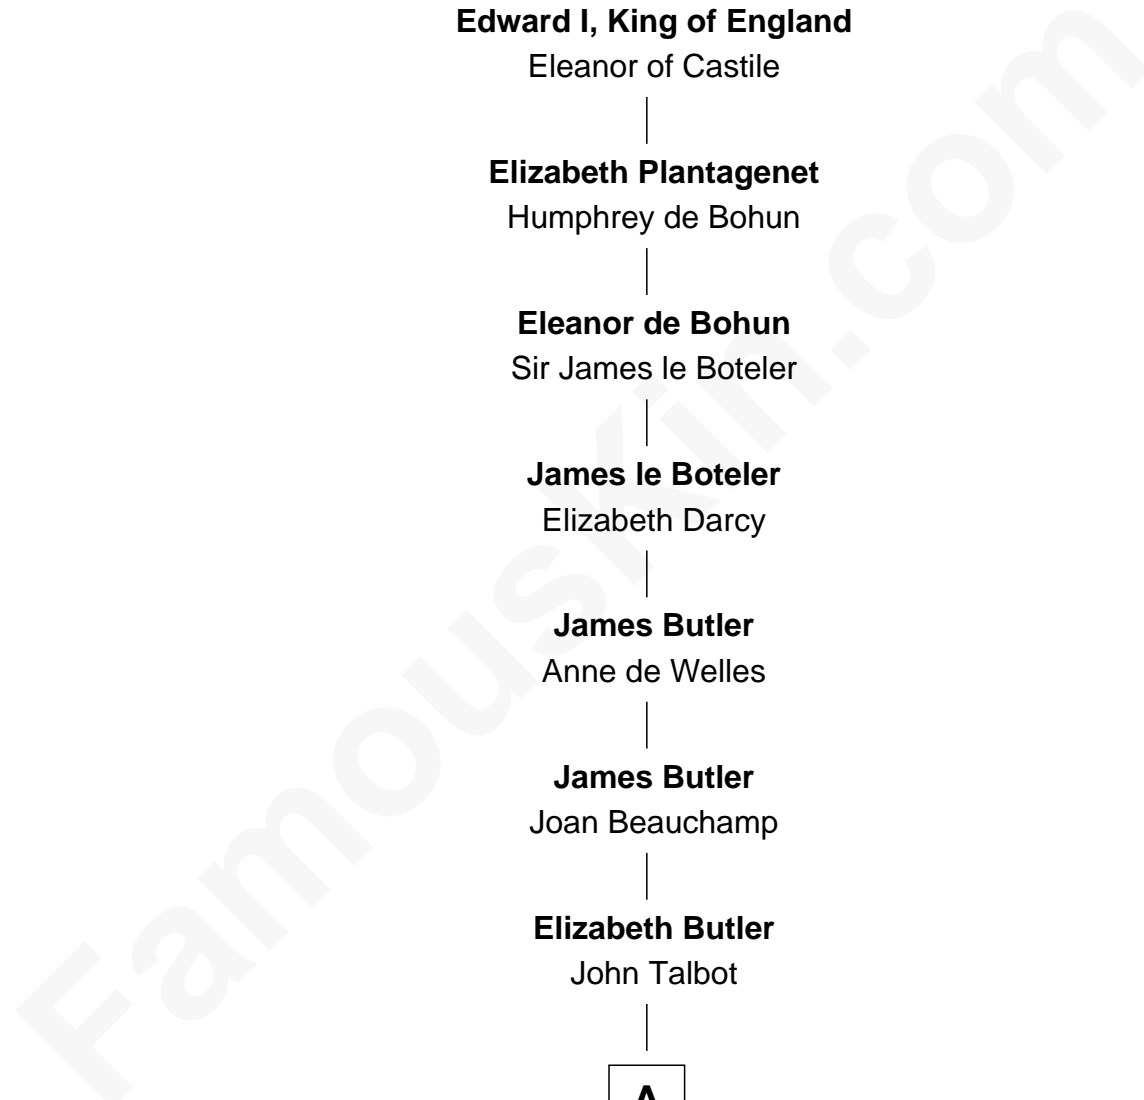 Edward I, King of England
Eleanor of Castile
Elizabeth Plantagenet
Humphrey de Bohun
Eleanor de Bohun
Sir James le Boteler
James le Boteler
Elizabeth Darcy
James Butler
Anne de Welles
James Butler
Joan Beauchamp
Elizabeth Butler
John Talbot
A
FamousKin.com